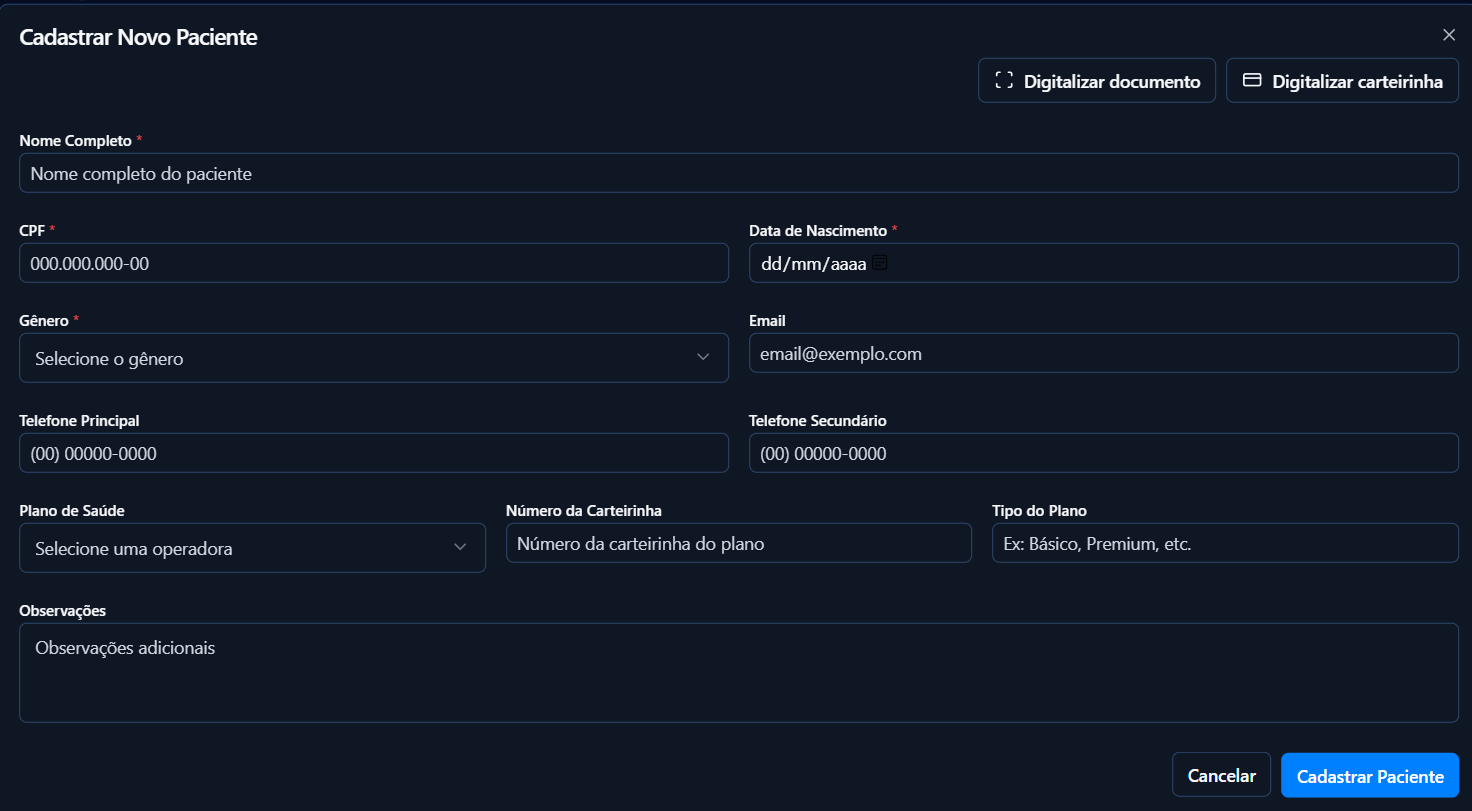 Cadastrar Novo Paciente
Digitalizar documento Digitalizar carteirinha
Nome Completo *
Nome completo do paciente
CPF * Data de Nascimento *
000.000.000-00 dd/mm/aaaa
Gênero * Email
Selecione o gênero email@exemplo.com
Telefone Principal Telefone Secundário
(00) 00000-0000 (00) 00000-0000
Plano de Saúde Número da Carteirinha Tipo do Plano
Selecione uma operadora Número da carteirinha do plano Ex: Básico, Premium, etc.
Observações
Observações adicionais
Cancelar Cadastrar Paciente